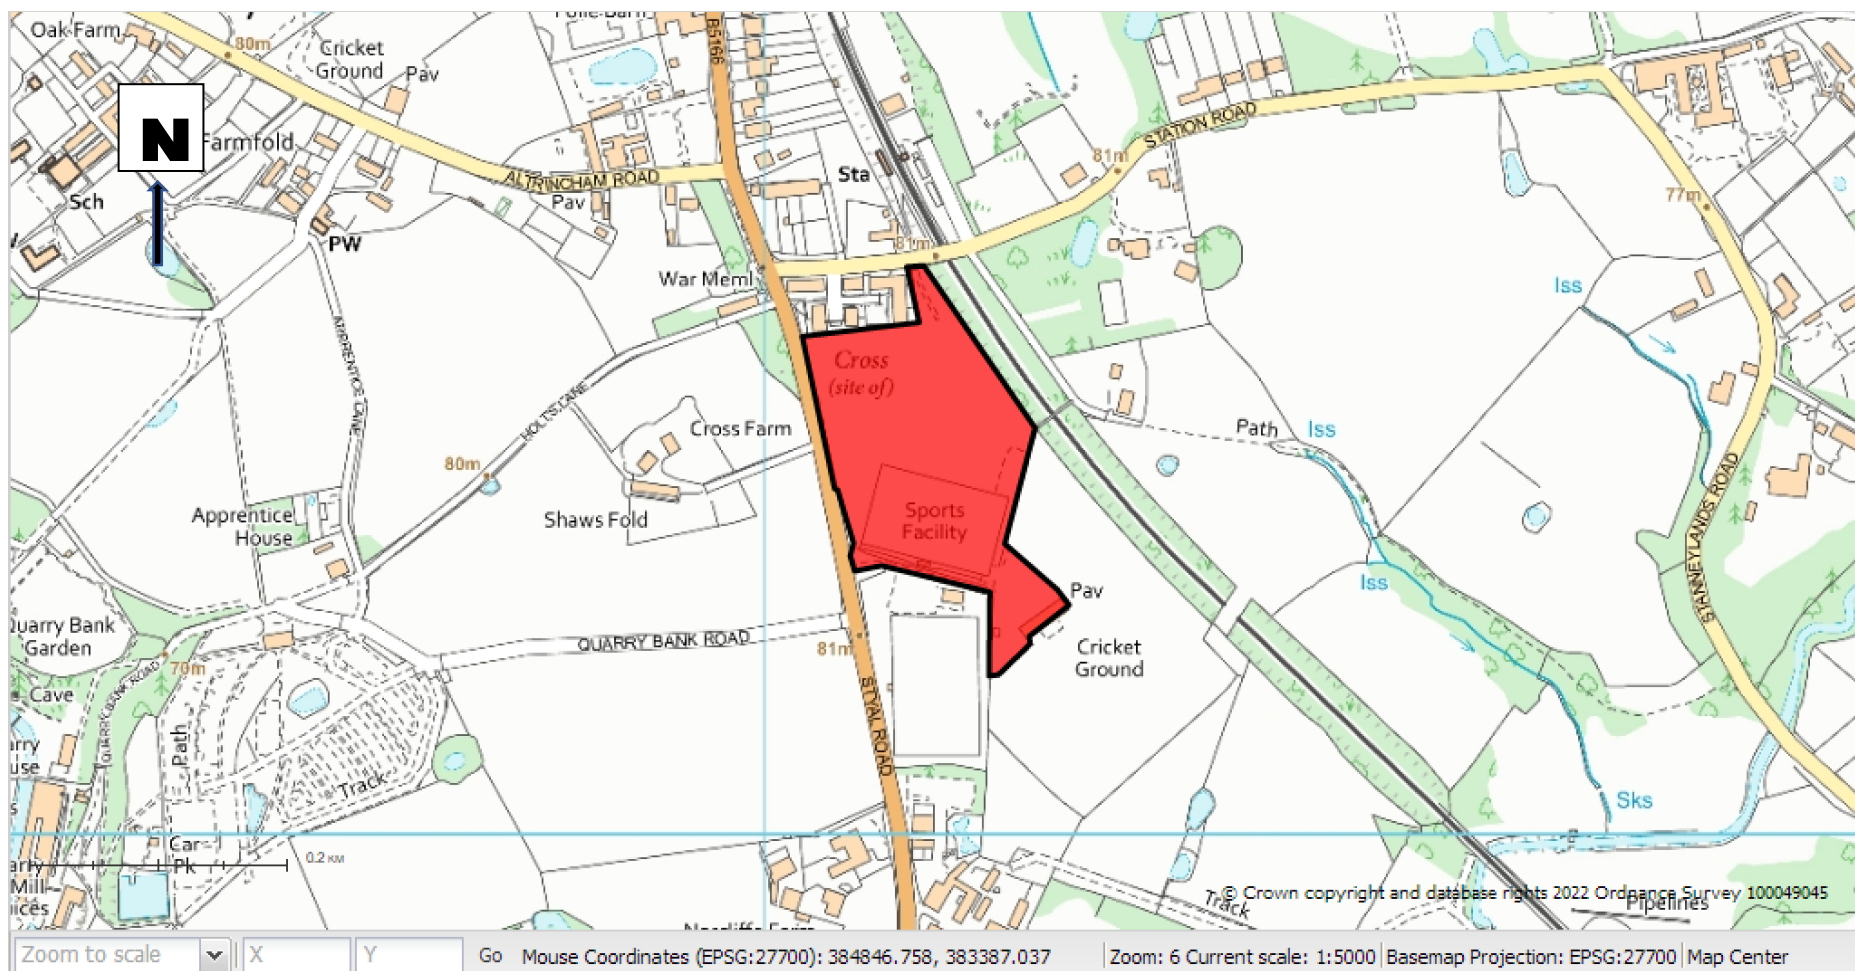 Oak Farm
80m
Cricket
Ground
Pav
B5166
N
Farmfold
Sch
PW
ALTRINCHAM ROAD
Pav
Sta
STATION ROAD
81m
77m
81m
War Meml
Iss
APPRENTICE LANE
Cross
(site of)
HOLTS LANE
Cross Farm
Path
Iss
80m
Apprentice
House
Shaws Fold
Sports
Facility
STANNEYLANDS ROAD
Iss
Pav
Quarry Bank
Garden
QUARRY BANK ROAD
81m
Cricket
Ground
70m
Cave
QUARRY BANK ROAD
STYAL ROAD
Path
Track
Sks
Car
Pk
0.2 KM
Mill
Track
© Crown copyright and database rights 2022 Ordnance Survey 100049045
Pipelines
Zoom to scale
X
Y
Go
Mouse Coordinates (EPSG:27700): 384846.758, 383387.037
Zoom: 6 Current scale: 1:5000
Basemap Projection: EPSG:27700
Map Center